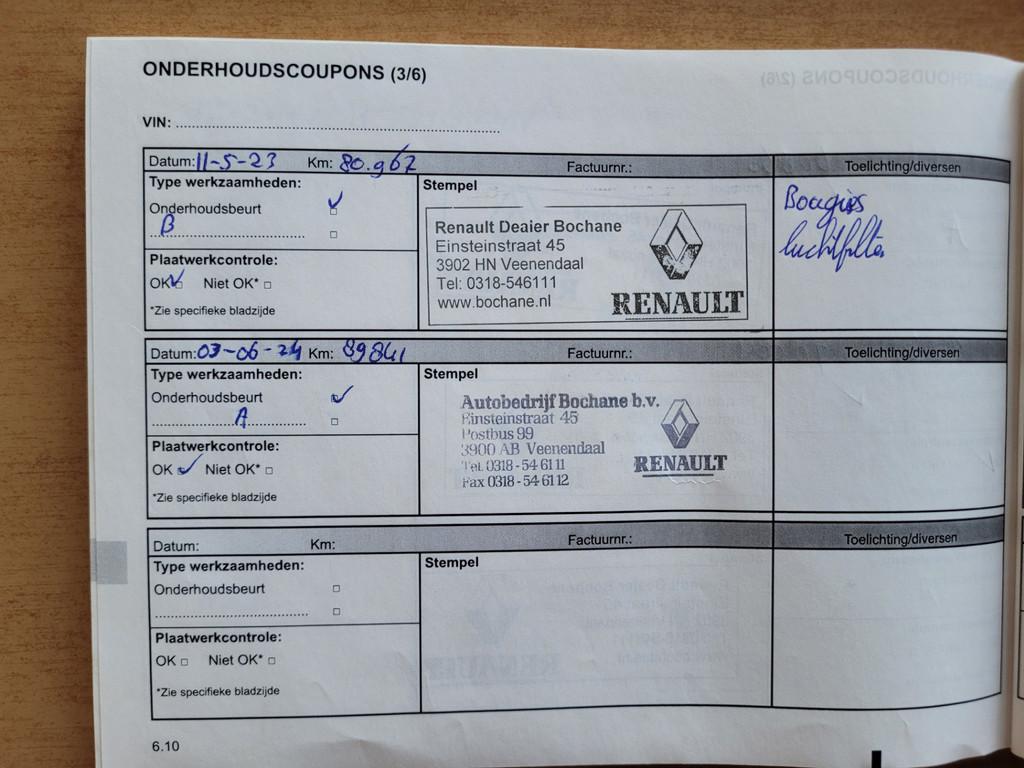 ONDERHOUDSCOUPONS (3/6)
VIN:
Datum: 11-5-23 Km: 80.967 Factuurnr.: Toelichting/diversen
Type werkzaamheden:
Onderhoudsbeurt
B
Plaatwerkcontrole:
OK Niet OK*
*Zie specifieke bladzijde
Stempel
Renault Dealer Bochane
Einsteinstraat 45
3902 HN Veenendaal
Tel: 0318-546111
www.bochane.nl
RENAULT
Bougies
luchtfilter
Datum: 03-06-24 Km: 89841 Factuurnr.: Toelichting/diversen
Type werkzaamheden:
Onderhoudsbeurt
A
Plaatwerkcontrole:
OK Niet OK*
*Zie specifieke bladzijde
Stempel
Autobedrijf Bochane b.v.
Einsteinstraat 45
Postbus 99
3900 AB Veenendaal
Tel. 0318 - 54 61 11
Fax 0318 - 54 61 12
RENAULT
Datum: Km: Factuurnr.: Toelichting/diversen
Type werkzaamheden:
Onderhoudsbeurt
Plaatwerkcontrole:
OK Niet OK*
*Zie specifieke bladzijde
Stempel
6.10